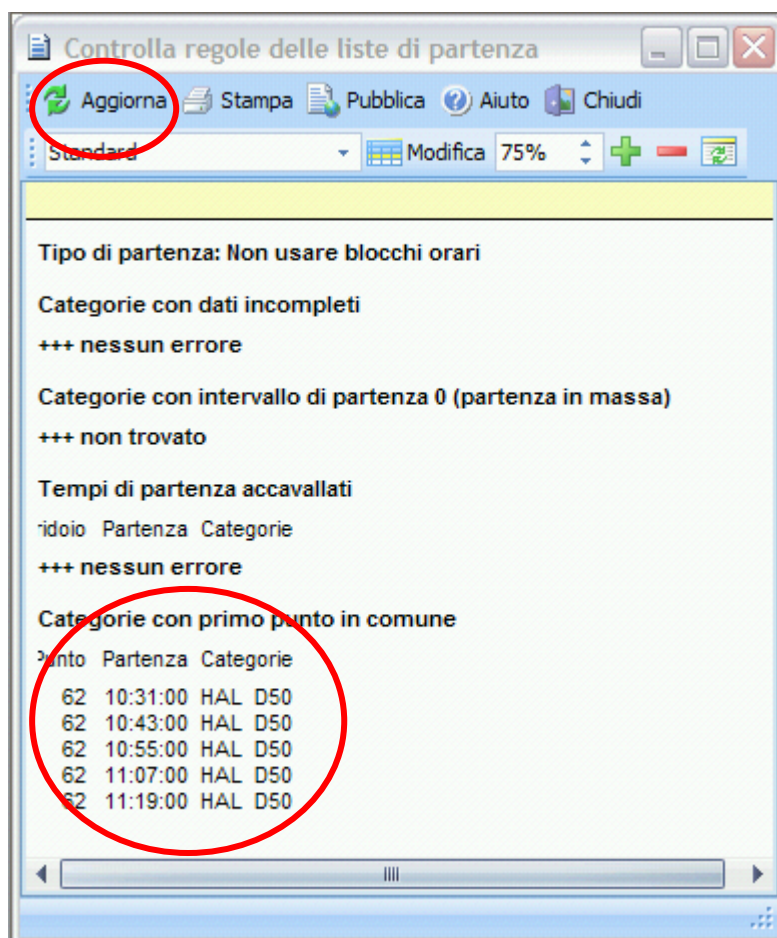 Controlla regole delle liste di partenza
Aggiorna Stampa Pubblica Aiuto Chiudi
Standard Modifica 75%
Tipo di partenza: Non usare blocchi orari
Categorie con dati incompleti
+++ nessun errore
Categorie con intervallo di partenza 0 (partenza in massa)
+++ non trovato
Tempi di partenza accavallati
ridoio Partenza Categorie
+++ nessun errore
Categorie con primo punto in comune
Punto Partenza Categorie
62 10:31:00 HAL D50
62 10:43:00 HAL D50
62 10:55:00 HAL D50
62 11:07:00 HAL D50
62 11:19:00 HAL D50